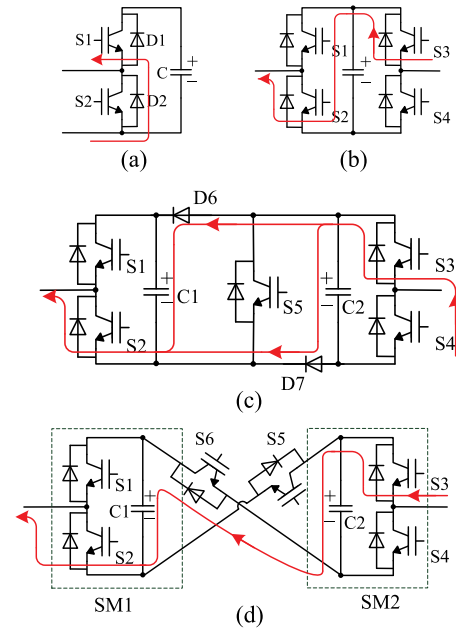 S1
D1
C
+
−
S2
D2
(a)
S1
S3
+
−
S2
S4
(b)
D6
S1
+
−
C1
S5
+
−
C2
S3
S2
S4
D7
(c)
S6
S5
S1
C1
+
−
S3
+
−
C2
S2
S4
SM1
SM2
(d)